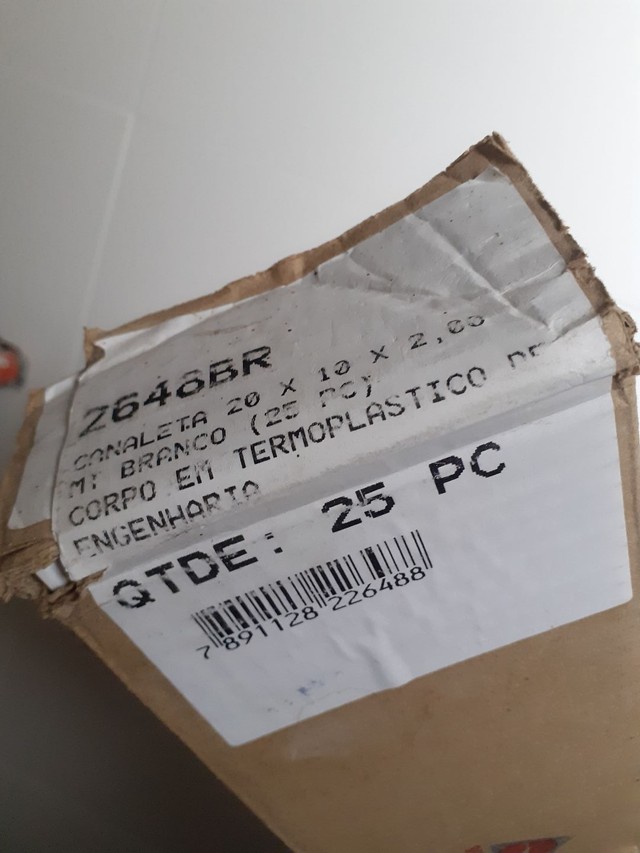 2648BR
CANALETA 20 X 10 X 2,00
MT BRANCO (25 PC)
CORPO EM TERMOPLASTICO DE
ENGENHARIA
QTDE: 25 PC
7 891128 226488